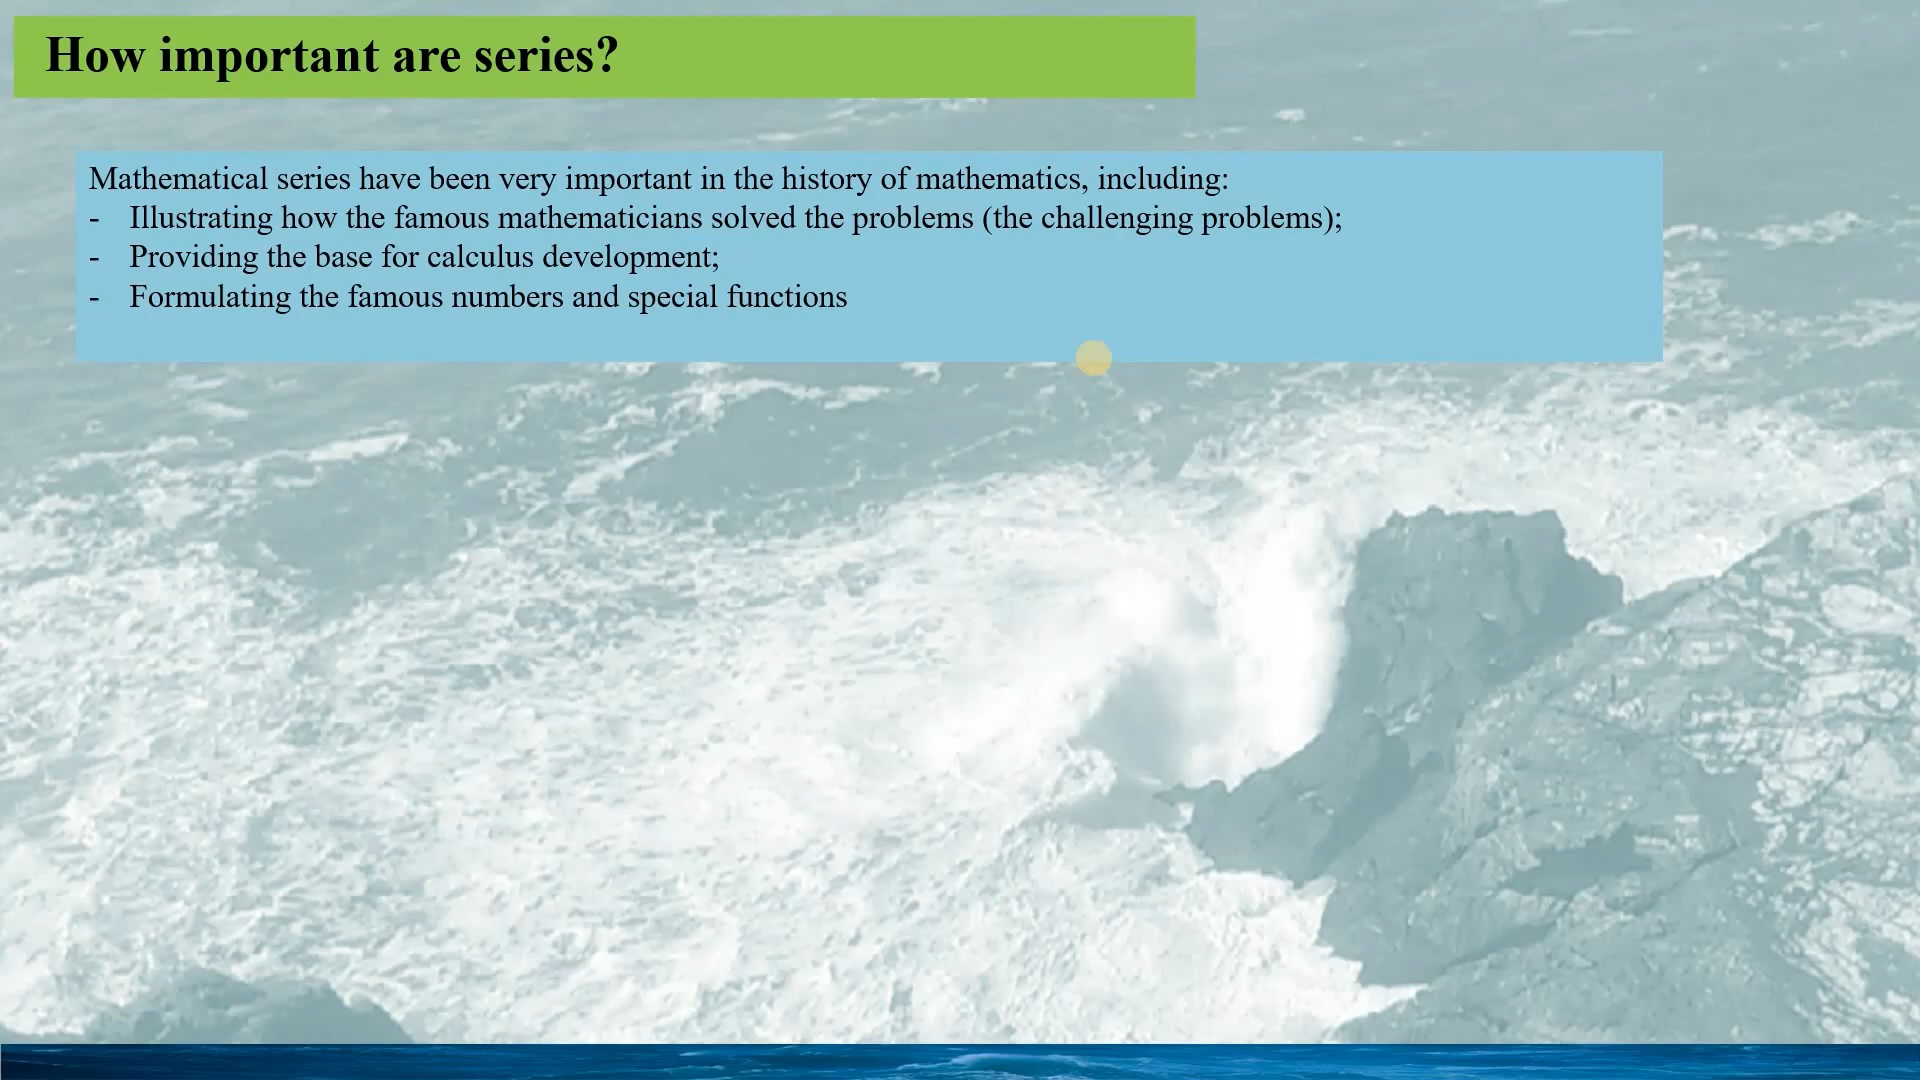 How important are series?
Mathematical series have been very important in the history of mathematics, including:
- Illustrating how the famous mathematicians solved the problems (the challenging problems);
- Providing the base for calculus development;
- Formulating the famous numbers and special functions